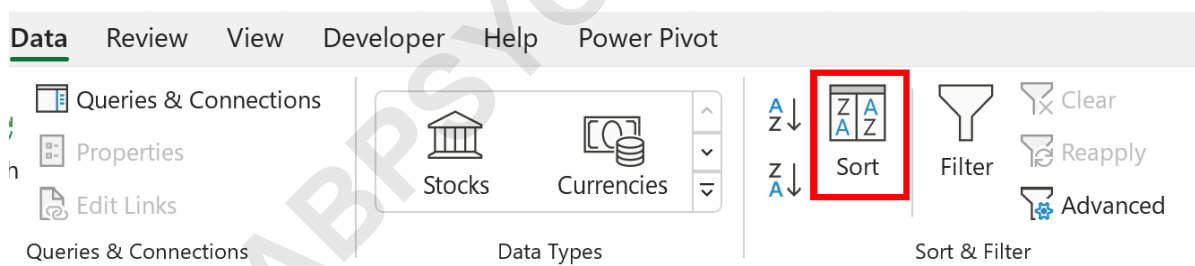 Data Review View Developer Help Power Pivot
Queries & Connections
Properties
Edit Links
Queries & Connections
Stocks
Currencies
Data Types
A
Z
Z
A
Z A
A Z
Sort
Filter
Clear
Reapply
Advanced
Sort & Filter